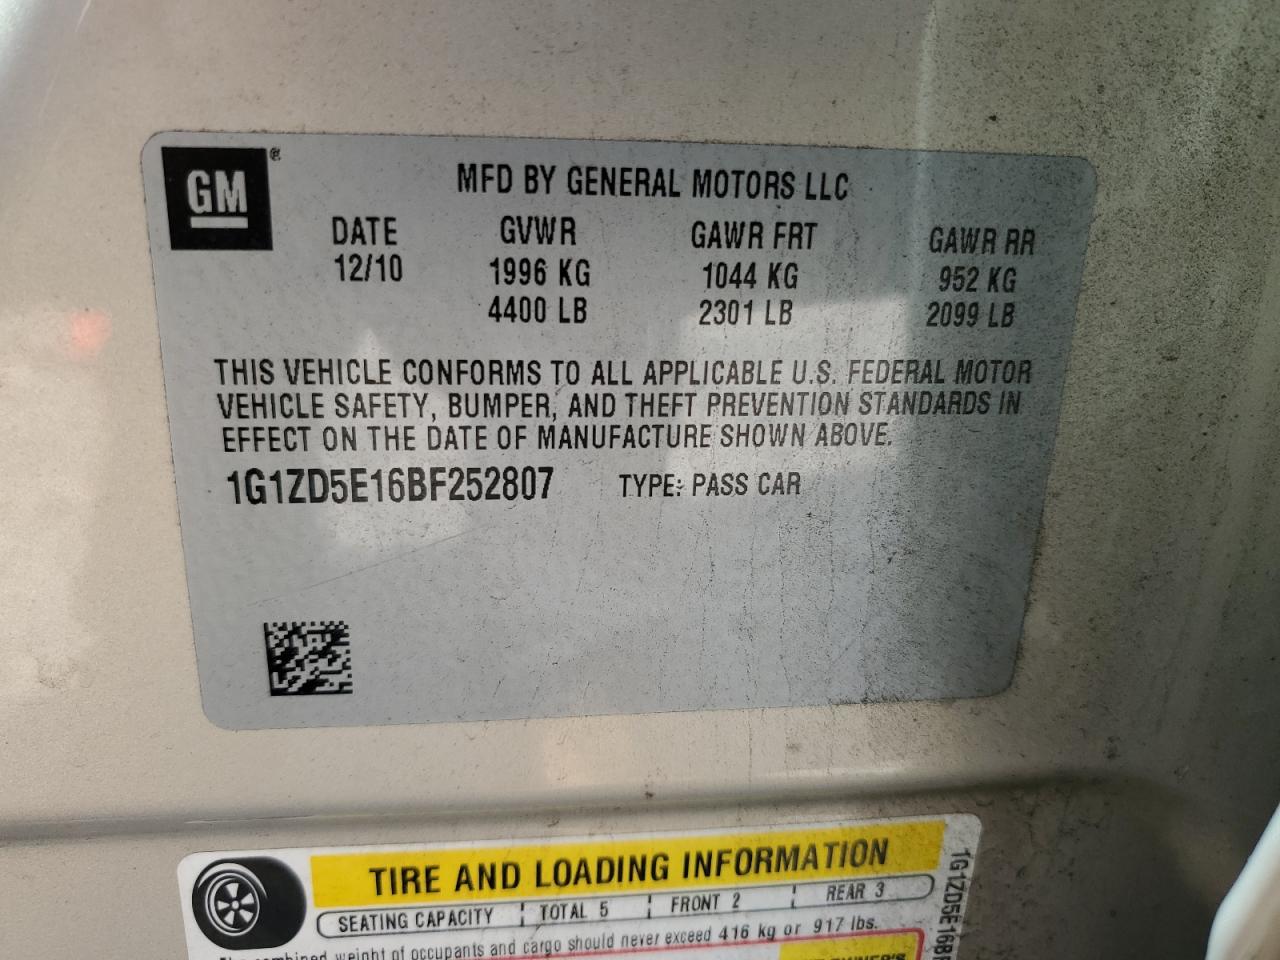 GM®
MFD BY GENERAL MOTORS LLC
DATE GVWR GAWR FRT GAWR RR
12/10 1996 KG 1044 KG 952 KG
4400 LB 2301 LB 2099 LB
THIS VEHICLE CONFORMS TO ALL APPLICABLE U.S. FEDERAL MOTOR
VEHICLE SAFETY, BUMPER, AND THEFT PREVENTION STANDARDS IN
EFFECT ON THE DATE OF MANUFACTURE SHOWN ABOVE.
1G1ZD5E16BF252807 TYPE: PASS CAR
TIRE AND LOADING INFORMATION
SEATING CAPACITY TOTAL 5 FRONT 2 REAR 3
combined weight of occupants and cargo should never exceed 416 kg or 917 lbs.
OWNER'S
1G1ZD5E16B